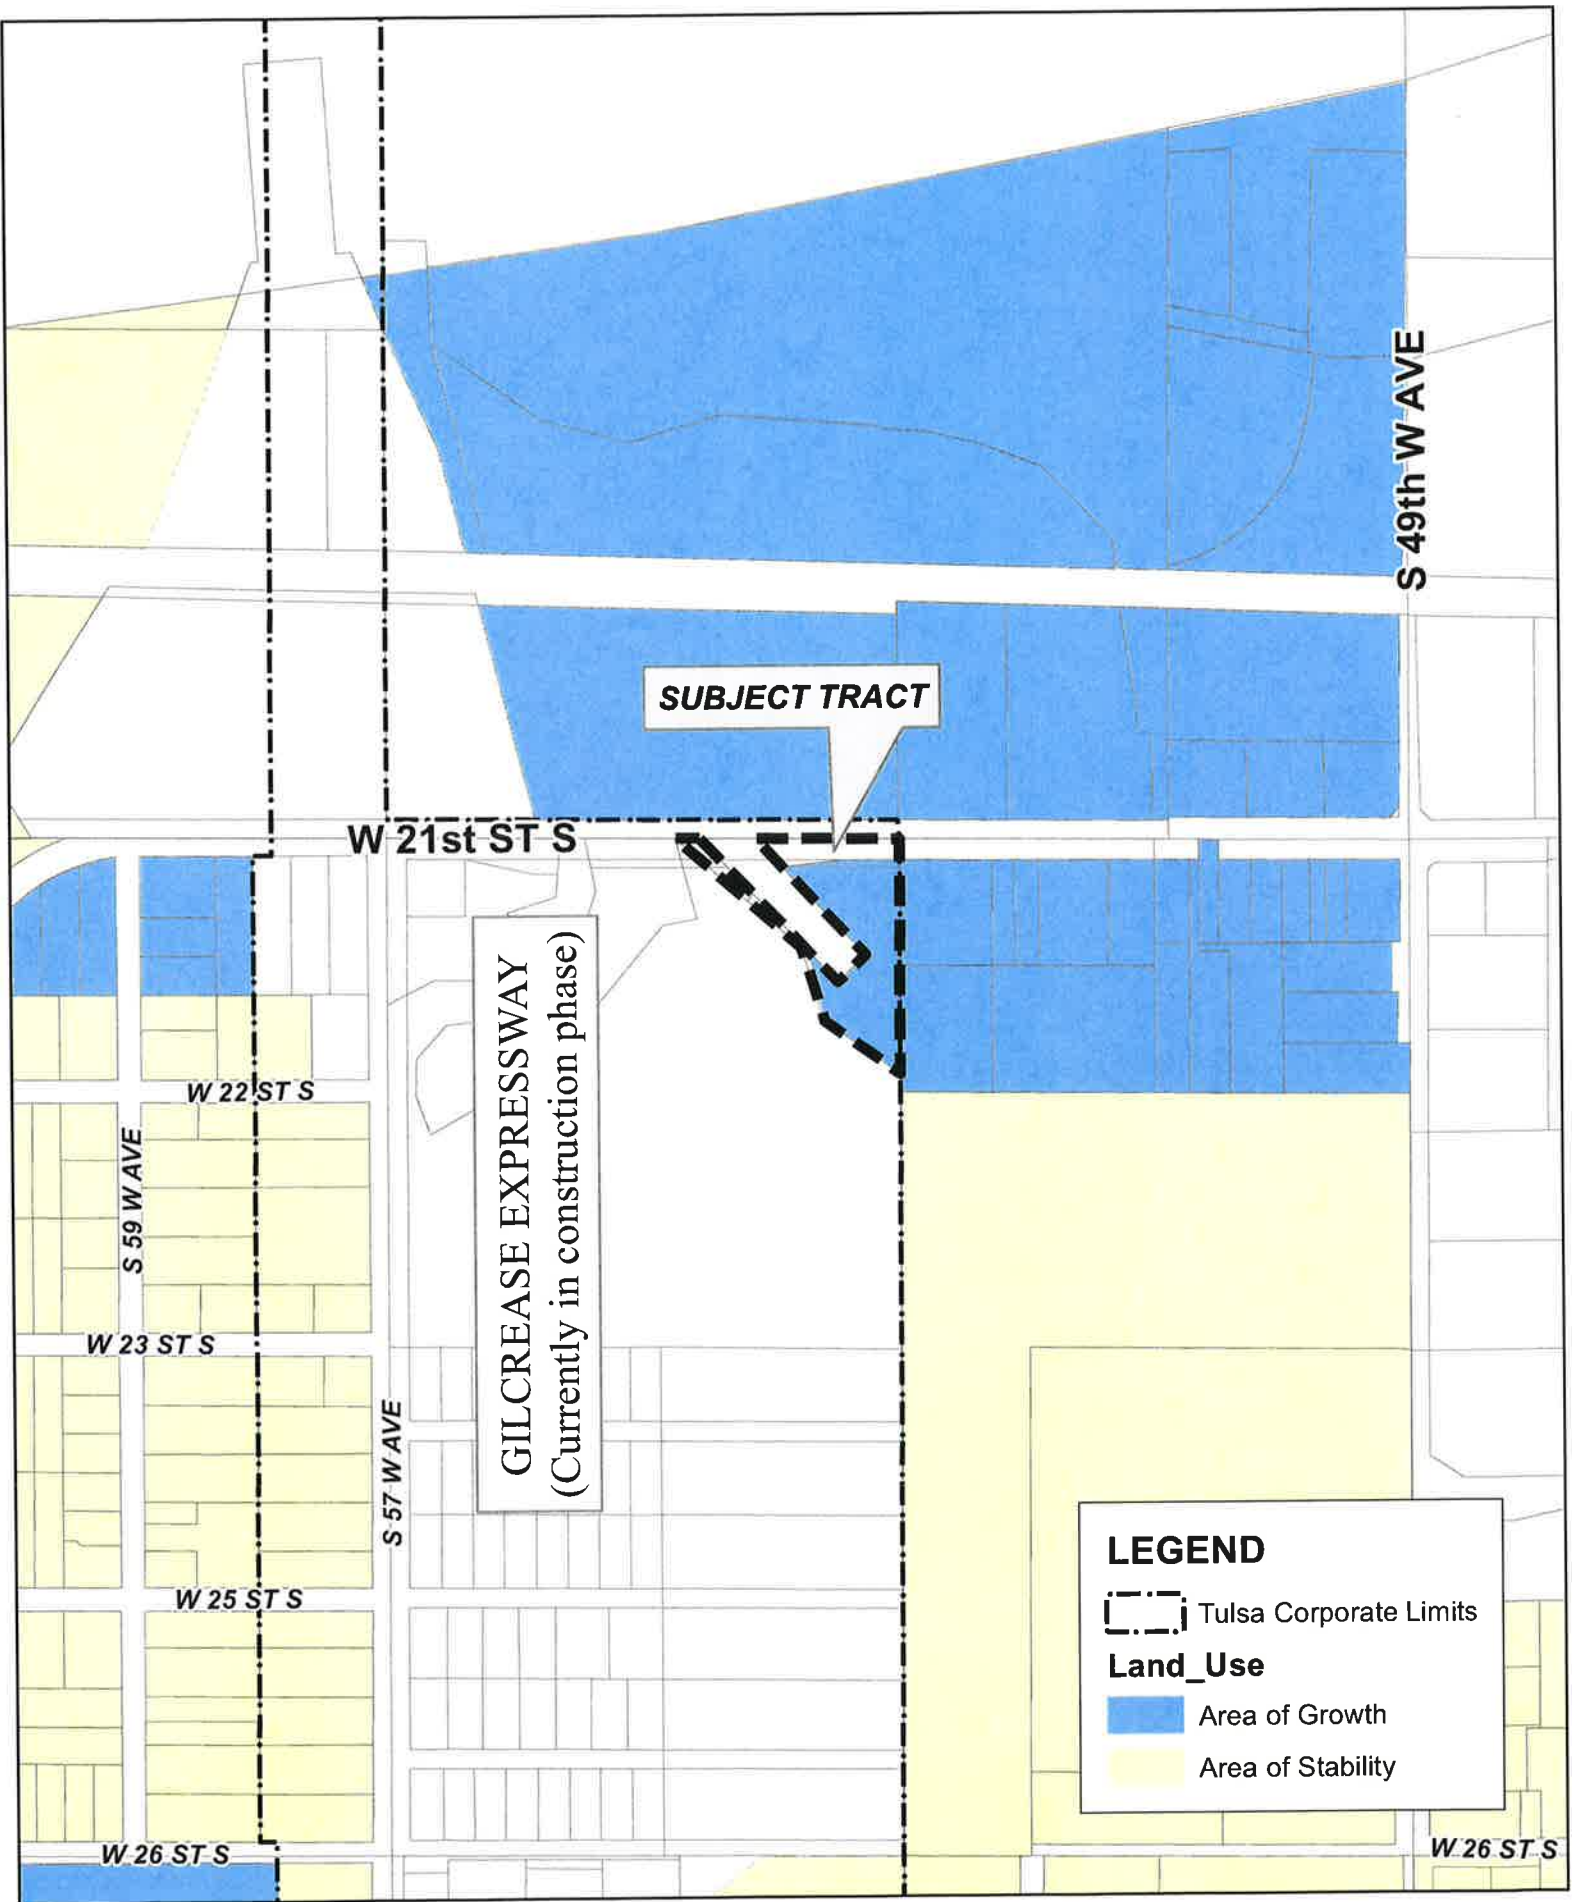 S 49th W AVE
SUBJECT TRACT
W 21st ST S
GILCREASE EXPRESSWAY
(Currently in construction phase)
W 22 ST S
S 59 W AVE
W 23 ST S
S 57 W AVE
W 25 ST S
W 26 ST S
LEGEND
Tulsa Corporate Limits
Land_Use
Area of Growth
Area of Stability
W 26 ST S